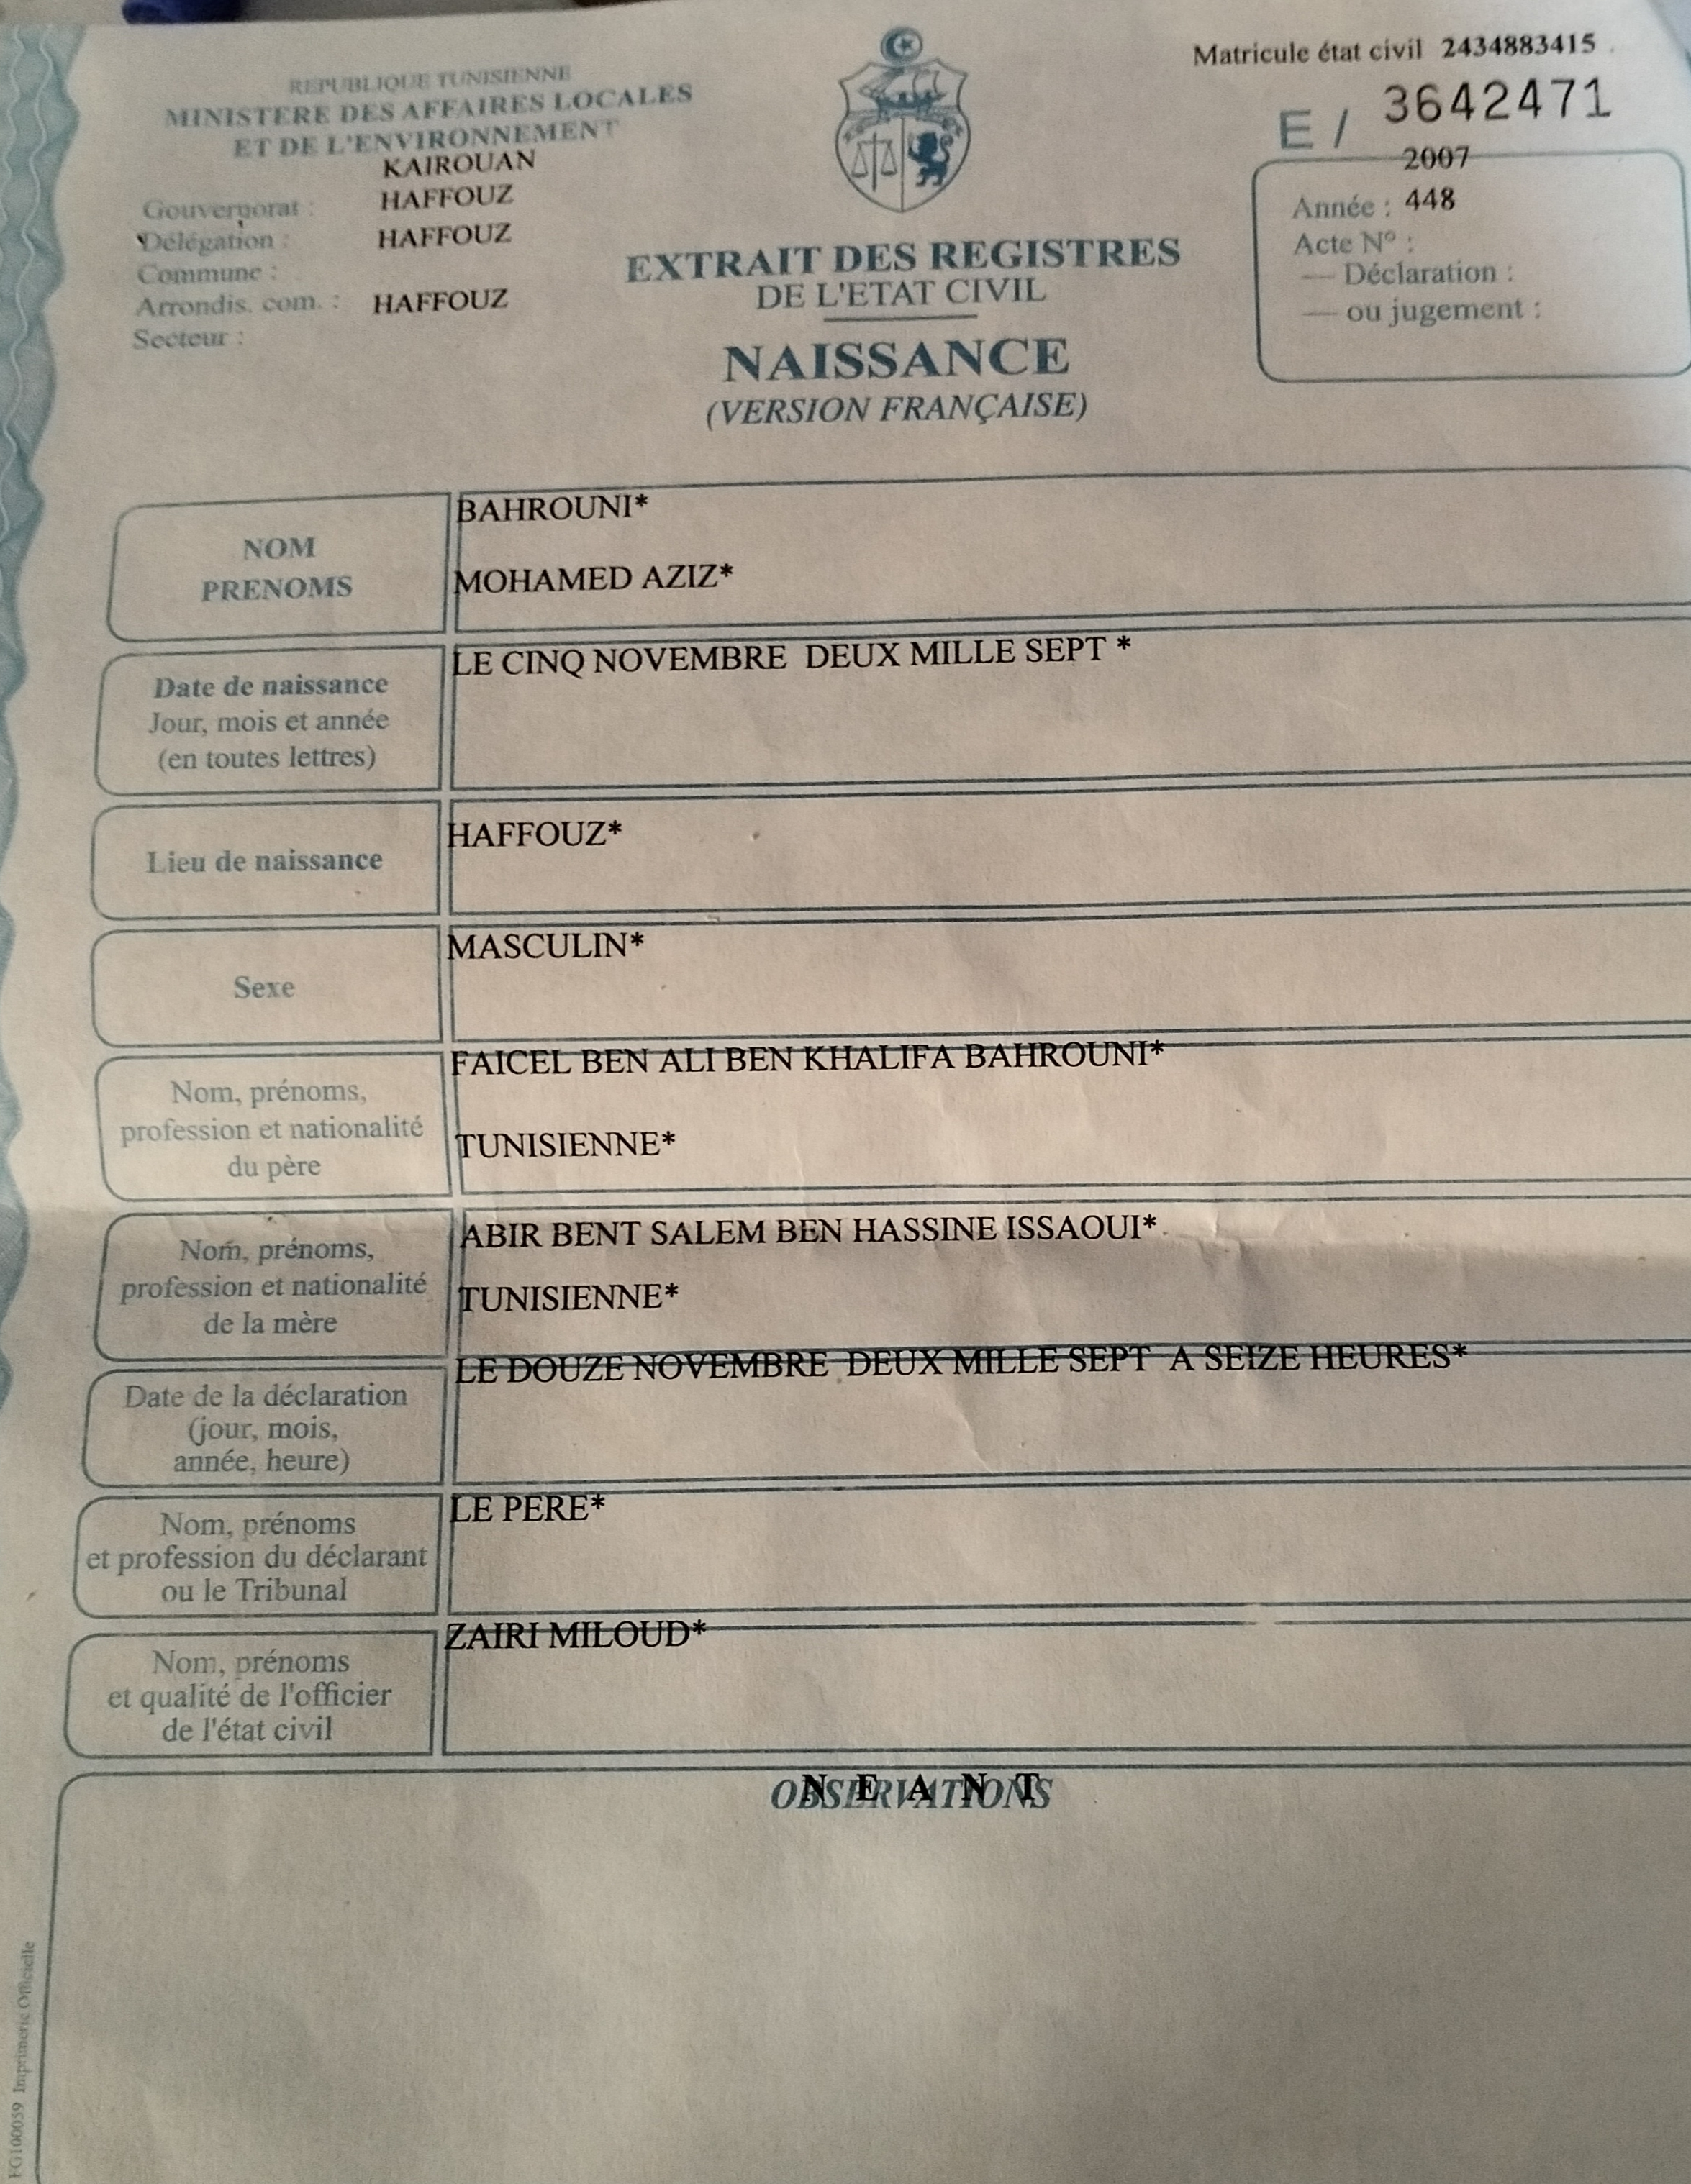 REPUBLIQUE TUNISIENNE
MINISTERE DES AFFAIRES LOCALES
ET DE L'ENVIRONNEMENT
KAIROUAN
Gouvernorat : HAFFOUZ
Délégation : HAFFOUZ
Commune :
Arrondis. com. : HAFFOUZ
Secteur :
Matricule état civil 2434883415
E / 3642471
2007
Année : 448
Acte N° :
— Déclaration :
— ou jugement :
EXTRAIT DES REGISTRES
DE L'ETAT CIVIL
NAISSANCE
(VERSION FRANÇAISE)
NOM
PRENOMS
BAHROUNI*
MOHAMED AZIZ*
Date de naissance
Jour, mois et année
(en toutes lettres)
LE CINQ NOVEMBRE DEUX MILLE SEPT *
Lieu de naissance
HAFFOUZ*
Sexe
MASCULIN*
Nom, prénoms,
profession et nationalité
du père
FAICEL BEN ALI BEN KHALIFA BAHROUNI*
TUNISIENNE*
Nom, prénoms,
profession et nationalité
de la mère
ABIR BENT SALEM BEN HASSINE ISSAOUI*
TUNISIENNE*
Date de la déclaration
(jour, mois,
année, heure)
LE DOUZE NOVEMBRE DEUX MILLE SEPT A SEIZE HEURES*
Nom, prénoms
et profession du déclarant
ou le Tribunal
LE PERE*
Nom, prénoms
et qualité de l'officier
de l'état civil
ZAIRI MILOUD*
OBSERVATIONS
N E A N T
FG100059 Imprimerie Officielle